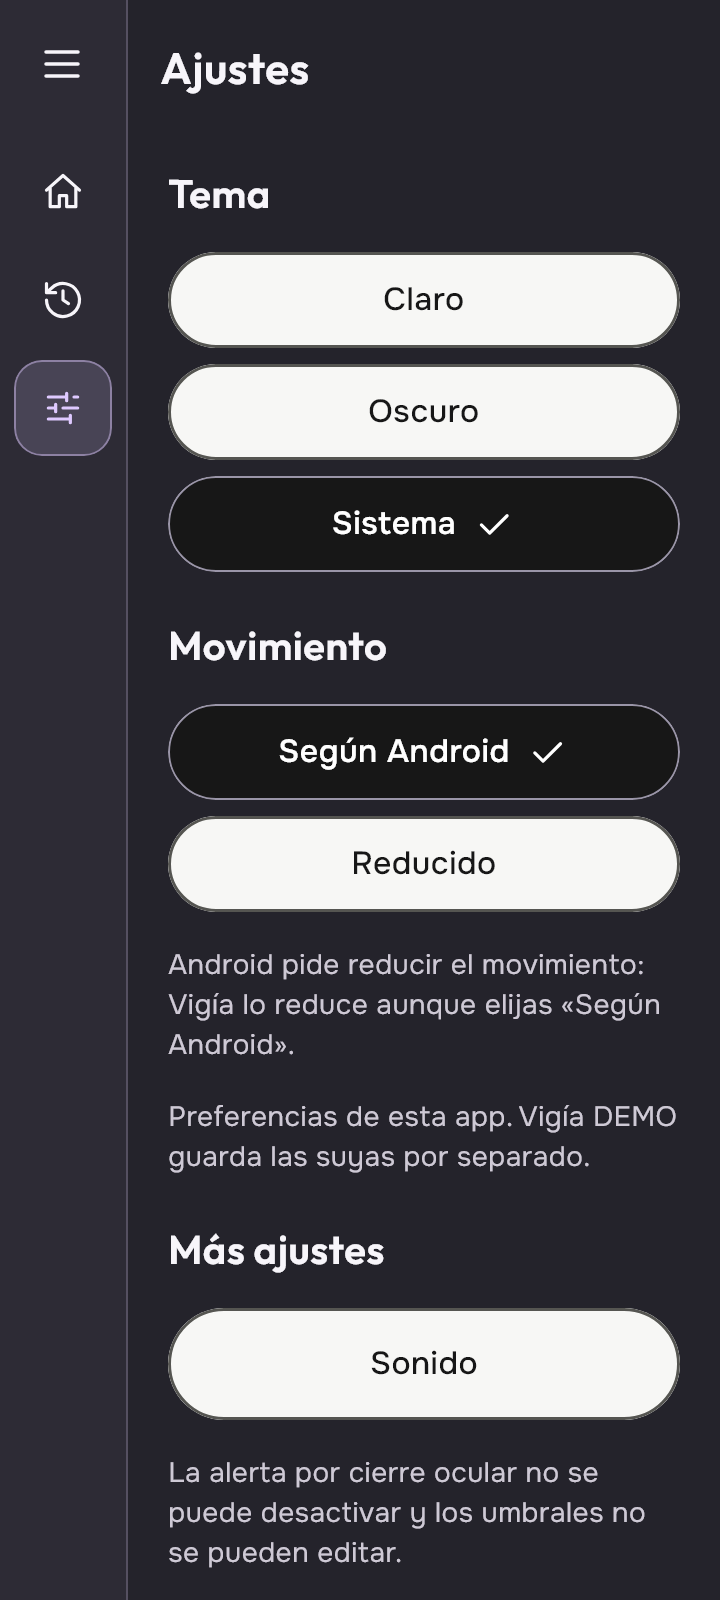 Ajustes
Tema
Claro
Oscuro
Sistema
Movimiento
Según Android
Reducido
Android pide reducir el movimiento:
Vigía lo reduce aunque elijas «Según
Android».
Preferencias de esta app. Vigía DEMO
guarda las suyas por separado.
Más ajustes
Sonido
La alerta por cierre ocular no se
puede desactivar y los umbrales no
se pueden editar.